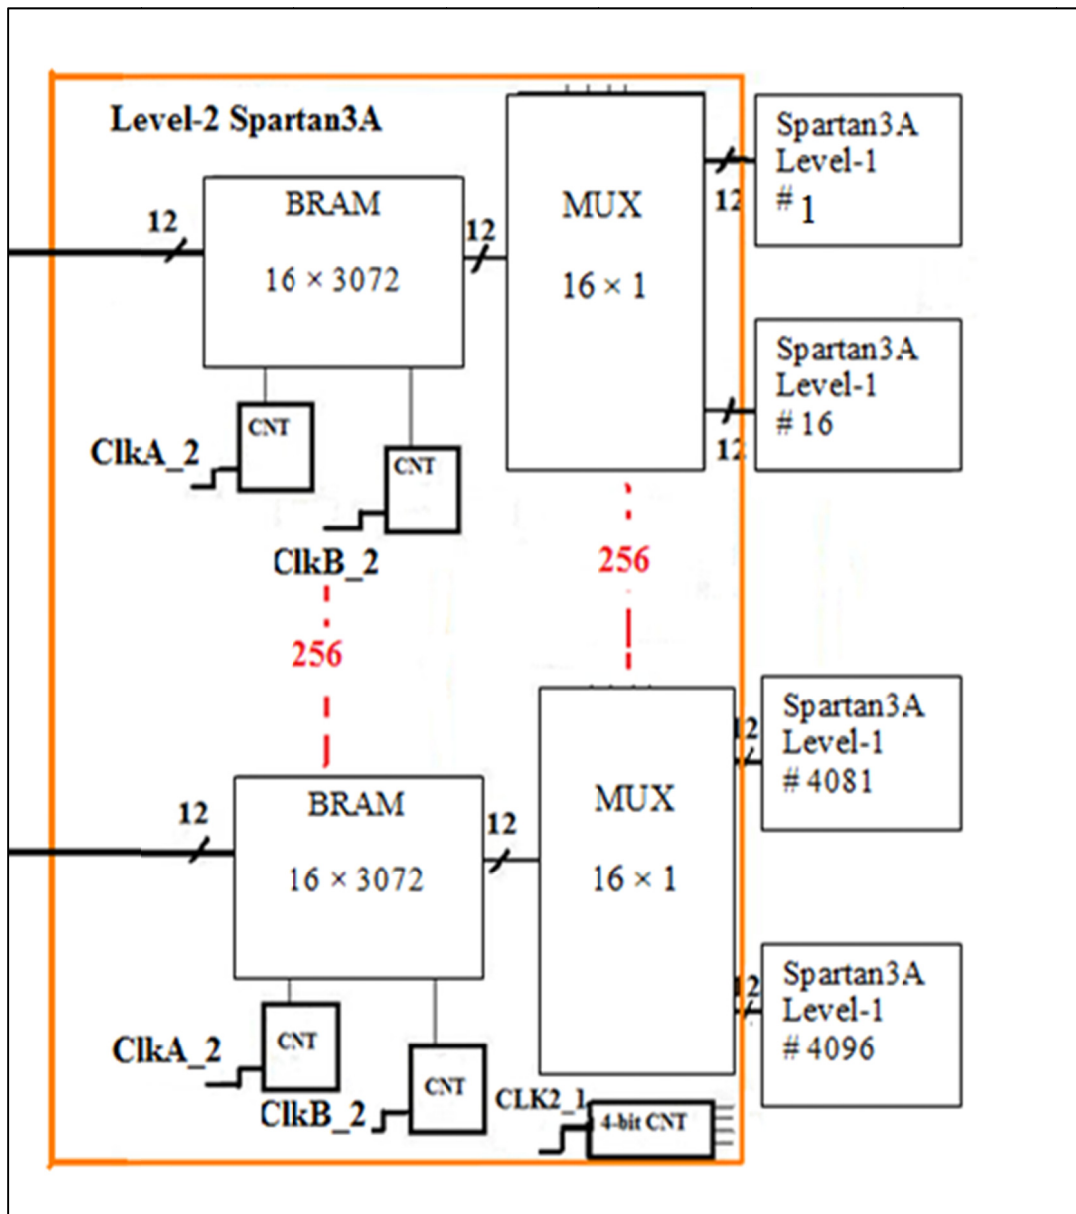 Level-2 Spartan3A
12
BRAM
16 × 3072
12
MUX
16 × 1
12
Spartan3A
Level-1
# 1
12
Spartan3A
Level-1
# 16
CNT
ClkA_2
CNT
ClkB_2
256
256
12
BRAM
16 × 3072
12
MUX
16 × 1
12
Spartan3A
Level-1
# 4081
12
Spartan3A
Level-1
# 4096
CNT
ClkA_2
CNT
ClkB_2
CLK2_1
4-bit CNT